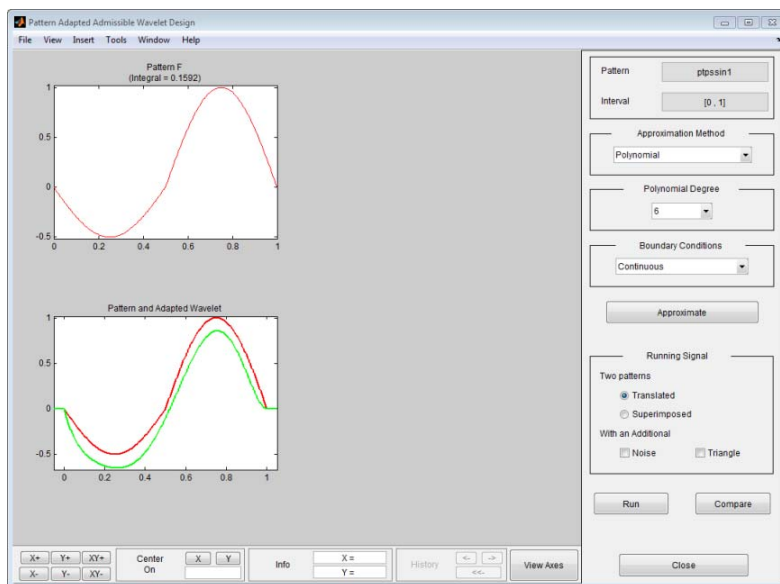 Pattern Adapted Admissible Wavelet Design
File View Insert Tools Window Help
Pattern F
(Integral = 0.1592)
1
0.5
0
-0.5
0 0.2 0.4 0.6 0.8 1
Pattern and Adapted Wavelet
1
0.5
0
-0.5
0 0.2 0.4 0.6 0.8 1
Pattern ptpssin1
Interval [0 , 1]
Approximation Method
Polynomial
Polynomial Degree
6
Boundary Conditions
Continuous
Approximate
Running Signal
Two patterns
Translated
Superimposed
With an Additional
Noise Triangle
Run Compare
Close
X+ Y+ XY+
X- Y- XY-
Center
On
X Y
Info
X =
Y =
History
<- ->
<<-
View Axes